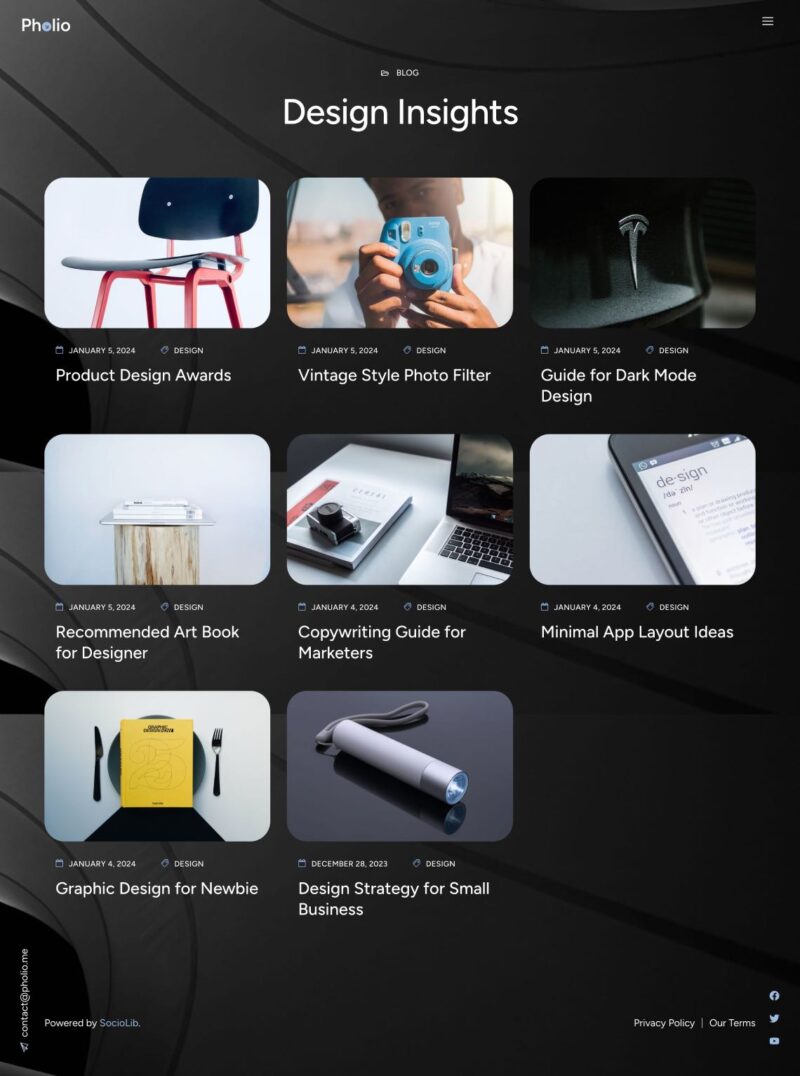 Pholio
BLOG
Design Insights
JANUARY 5, 2024 DESIGN
Product Design Awards
JANUARY 5, 2024 DESIGN
Vintage Style Photo Filter
JANUARY 5, 2024 DESIGN
Guide for Dark Mode
Design
de·sign
noun
JANUARY 5, 2024 DESIGN
Recommended Art Book
for Designer
JANUARY 4, 2024 DESIGN
Copywriting Guide for
Marketers
JANUARY 4, 2024 DESIGN
Minimal App Layout Ideas
JANUARY 4, 2024 DESIGN
Graphic Design for Newbie
DECEMBER 28, 2023 DESIGN
Design Strategy for Small
Business
contact@pholio.me
Powered by SocioLib.
Privacy Policy | Our Terms